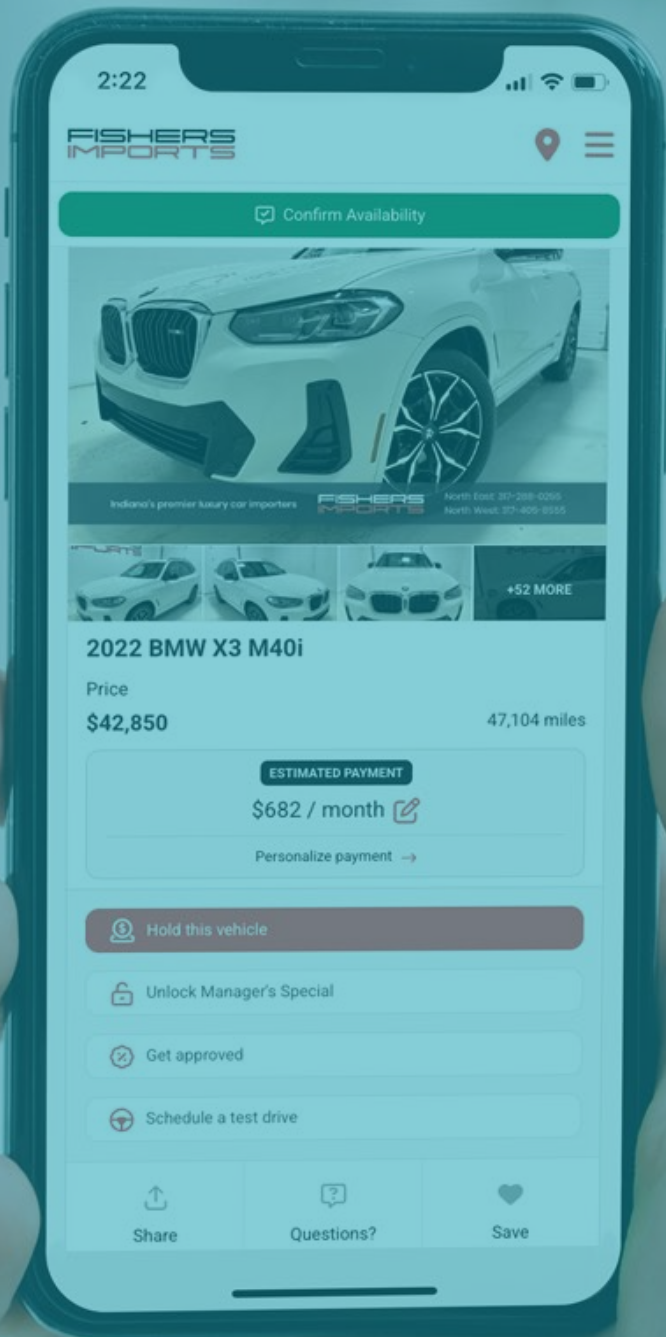 2:22
FISHERS
IMPORTS
Confirm Availability
Indiana's premier luxury car importers
FISHERS
IMPORTS
North East: 317-288-0255
North West: 317-405-8555
IMPORTS
+52 MORE
2022 BMW X3 M40i
Price
$42,850
47,104 miles
ESTIMATED PAYMENT
$682 / month
Personalize payment →
Hold this vehicle
Unlock Manager's Special
Get approved
Schedule a test drive
Share
Questions?
Save